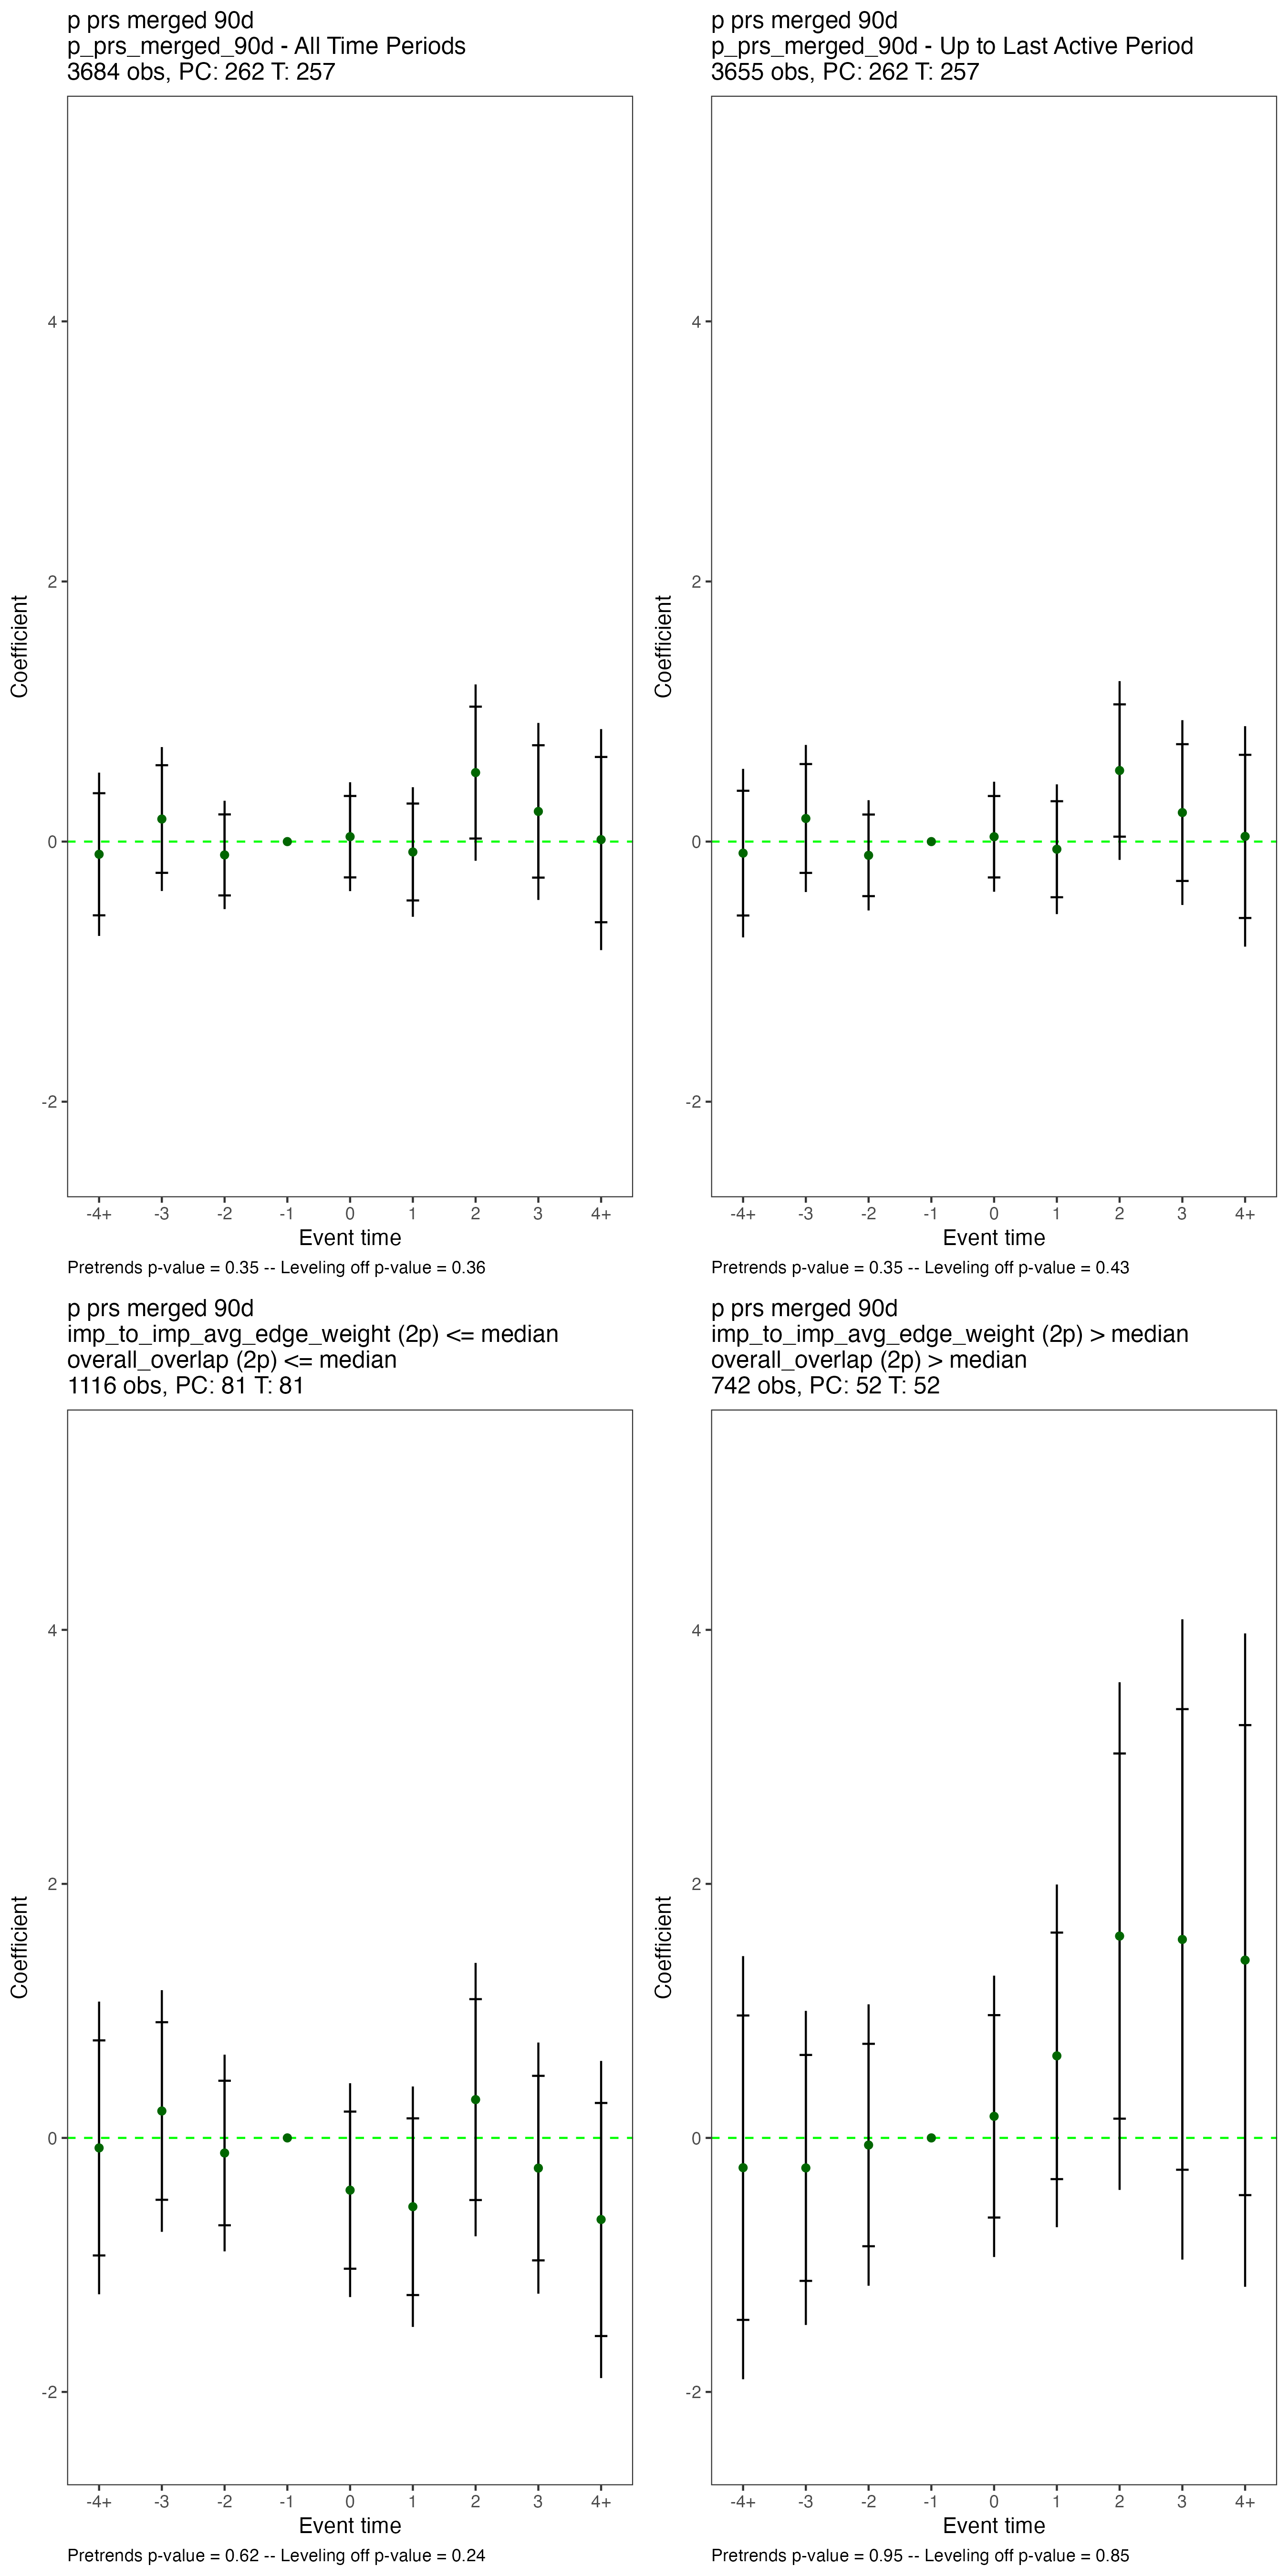 p prs merged 90d
p_prs_merged_90d - All Time Periods
3684 obs, PC: 262 T: 257
4
2
0
-2
Coefficient
-4+ -3 -2 -1 0 1 2 3 4+
Event time
Pretrends p-value = 0.35 -- Leveling off p-value = 0.36
p prs merged 90d
p_prs_merged_90d - Up to Last Active Period
3655 obs, PC: 262 T: 257
4
2
0
-2
Coefficient
-4+ -3 -2 -1 0 1 2 3 4+
Event time
Pretrends p-value = 0.35 -- Leveling off p-value = 0.43
p prs merged 90d
imp_to_imp_avg_edge_weight (2p) <= median
overall_overlap (2p) <= median
1116 obs, PC: 81 T: 81
4
2
0
-2
Coefficient
-4+ -3 -2 -1 0 1 2 3 4+
Event time
Pretrends p-value = 0.62 -- Leveling off p-value = 0.24
p prs merged 90d
imp_to_imp_avg_edge_weight (2p) > median
overall_overlap (2p) > median
742 obs, PC: 52 T: 52
4
2
0
-2
Coefficient
-4+ -3 -2 -1 0 1 2 3 4+
Event time
Pretrends p-value = 0.95 -- Leveling off p-value = 0.85